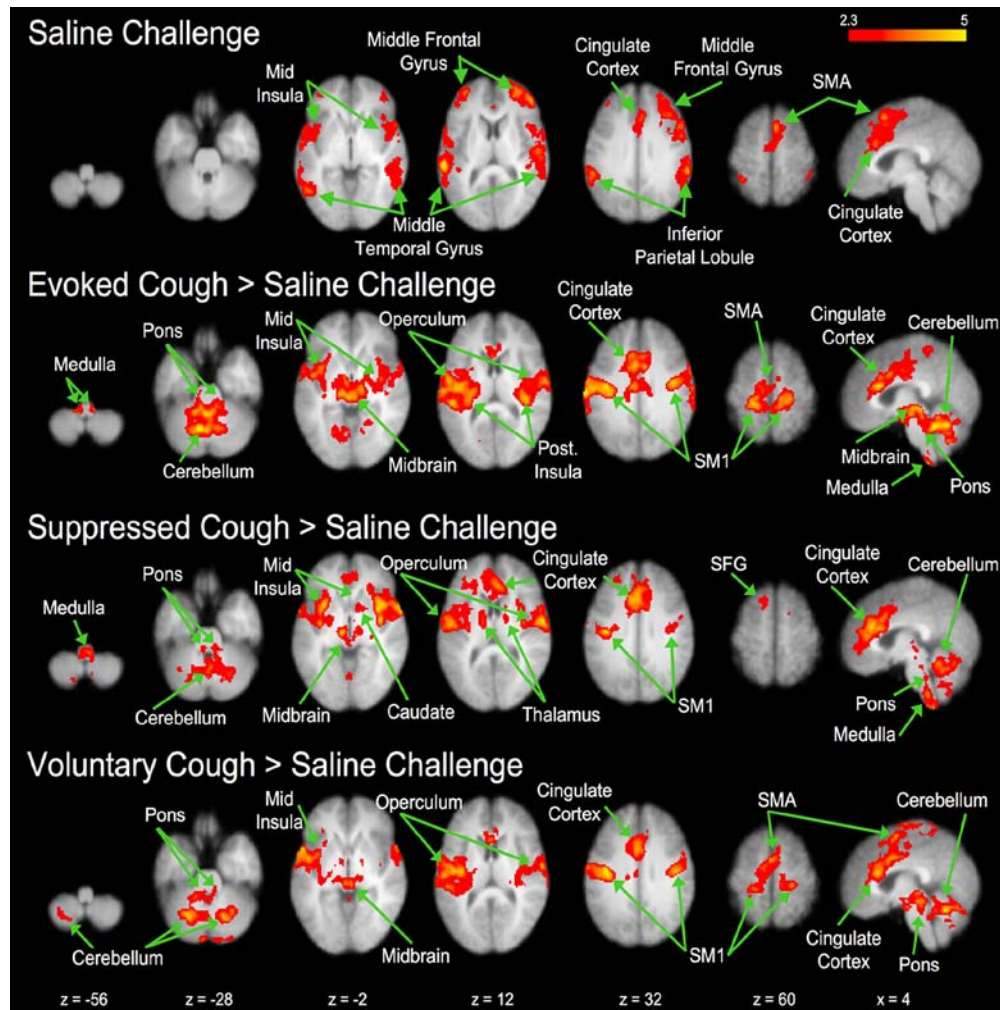 Saline Challenge
2.3
5
Middle Frontal
Gyrus
Cingulate
Cortex
Middle
Frontal Gyrus
Mid
Insula
SMA
Middle
Temporal Gyrus
Inferior
Parietal Lobule
Cingulate
Cortex
Evoked Cough > Saline Challenge
Pons
Mid
Insula
Operculum
Cingulate
Cortex
SMA
Cingulate
Cortex
Cerebellum
Medulla
Cerebellum
Midbrain
Post.
Insula
SM1
Midbrain
Medulla
Pons
Suppressed Cough > Saline Challenge
Pons
Mid
Insula
Operculum
Cingulate
Cortex
SFG
Cingulate
Cortex
Cerebellum
Medulla
Cerebellum
Midbrain
Caudate
Thalamus
SM1
Pons
Medulla
Voluntary Cough > Saline Challenge
Pons
Mid
Insula
Operculum
Cingulate
Cortex
SMA
Cerebellum
Cerebellum
Midbrain
SM1
Cingulate
Cortex
Pons
z = -56
z = -28
z = -2
z = 12
z = 32
z = 60
x = 4